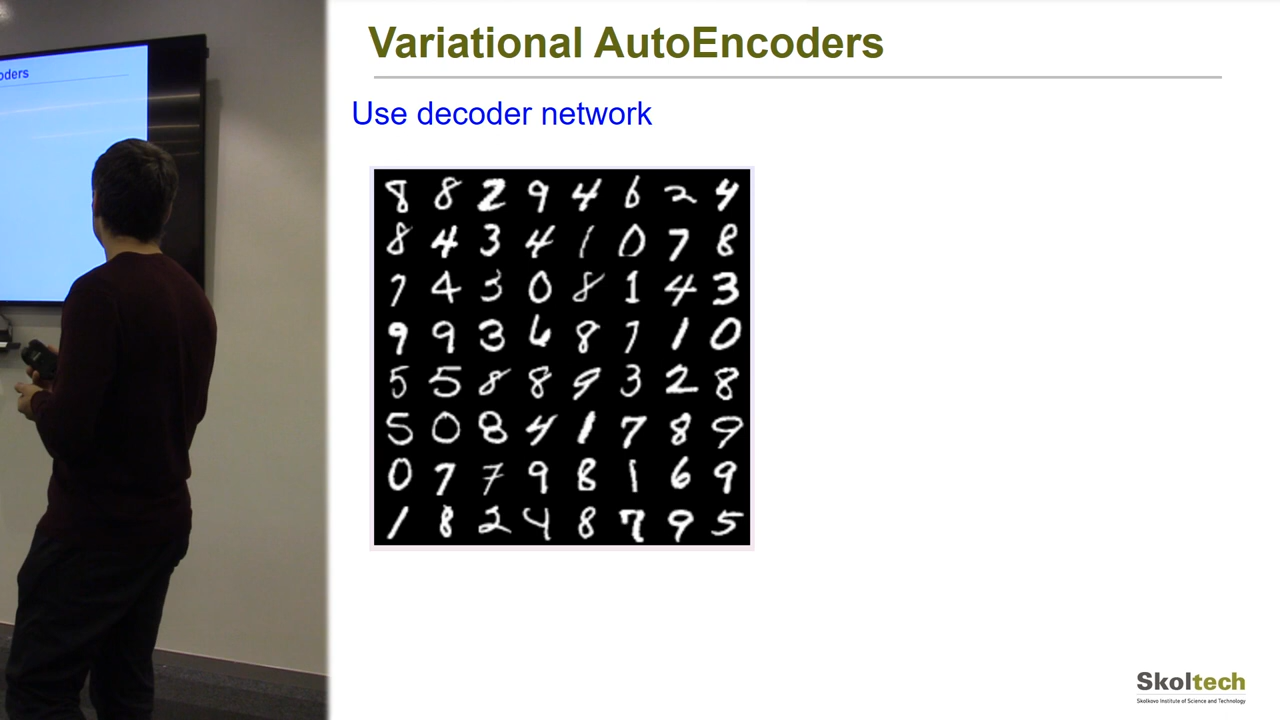 oders
Variational AutoEncoders
Use decoder network
8 8 2 9 4 6 2 4
8 4 3 4 1 0 7 8
7 4 3 0 8 1 4 3
9 9 3 6 8 7 1 0
5 5 8 8 9 3 2 8
5 0 8 4 1 7 8 9
0 7 7 9 8 1 6 9
1 8 2 4 8 7 9 5
Skoltech
Skolkovo Institute of Science and Technology